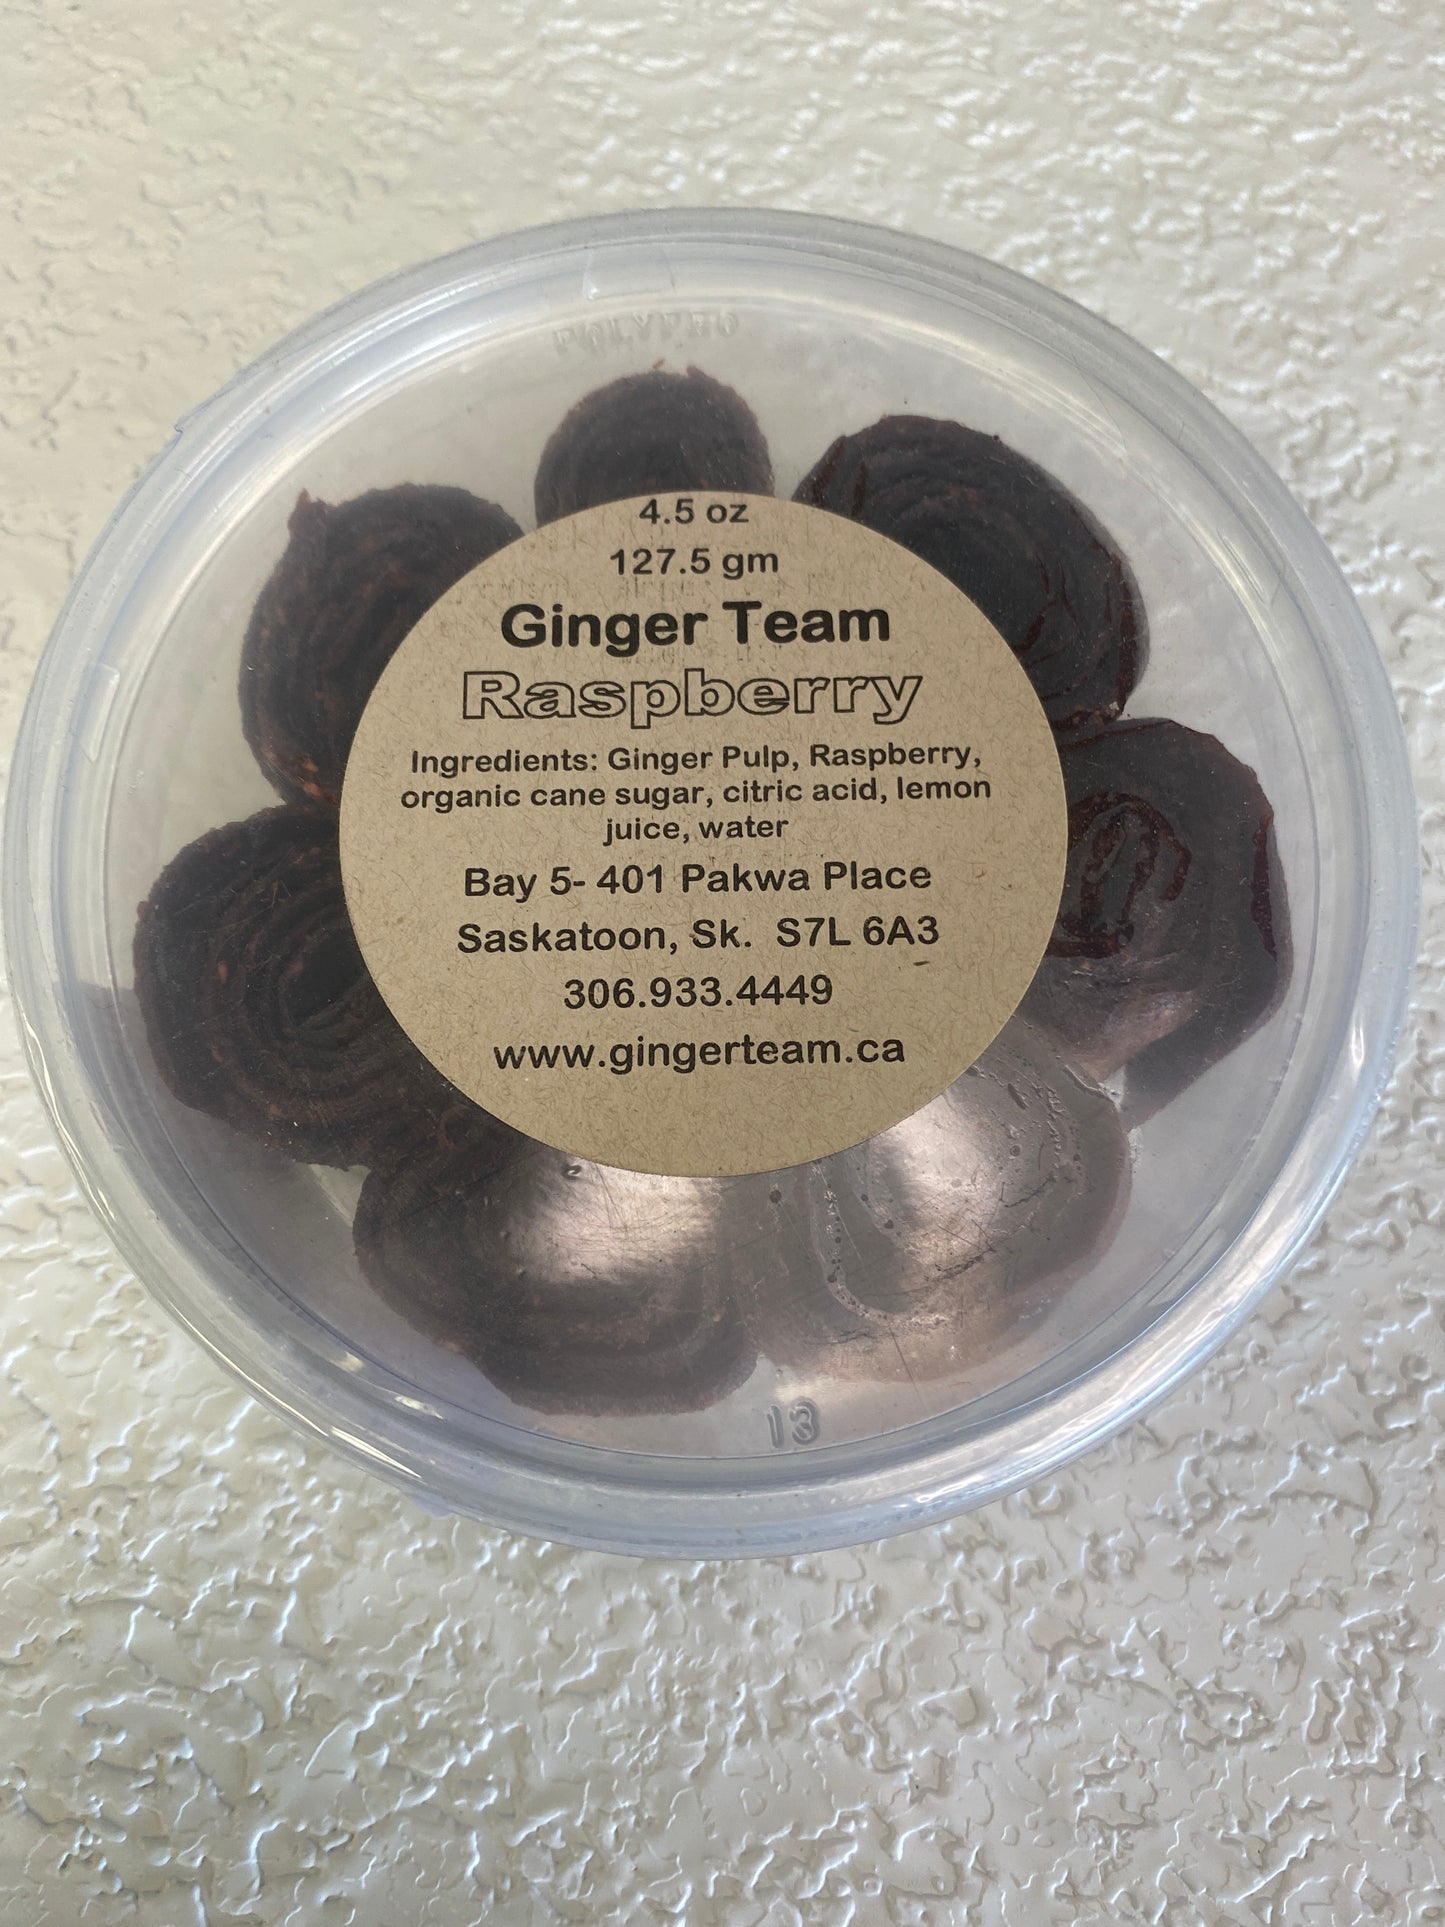 POLYPRO
4.5 oz
127.5 gm
Ginger Team
Raspberry
Ingredients: Ginger Pulp, Raspberry,
organic cane sugar, citric acid, lemon
juice, water
Bay 5- 401 Pakwa Place
Saskatoon, Sk. S7L 6A3
306.933.4449
www.gingerteam.ca
13